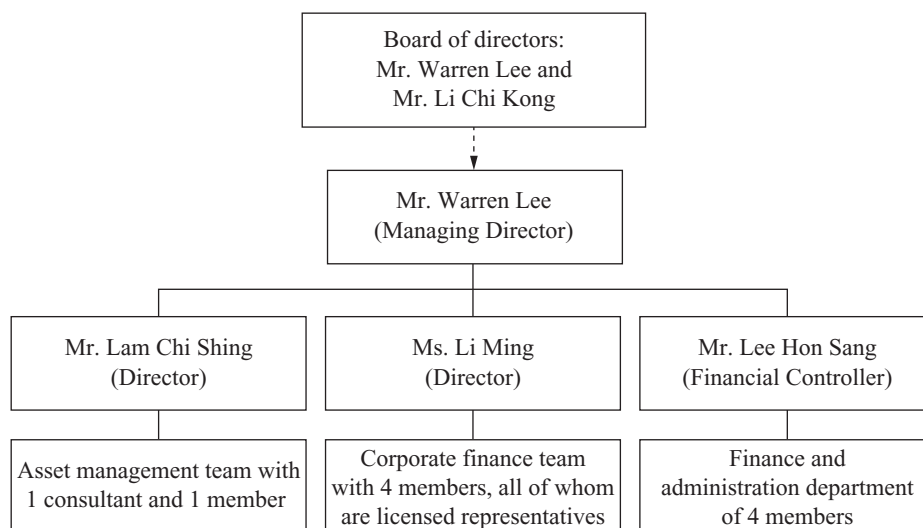 Board of directors:
Mr. Warren Lee and
Mr. Li Chi Kong
Mr. Warren Lee
(Managing Director)
Mr. Lam Chi Shing
(Director)
Ms. Li Ming
(Director)
Mr. Lee Hon Sang
(Financial Controller)
Asset management team with
1 consultant and 1 member
Corporate finance team
with 4 members, all of whom
are licensed representatives
Finance and
administration department
of 4 members